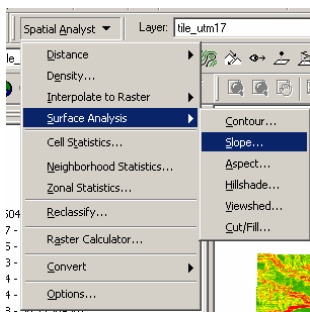 Spatial Analyst Layer: tile_utm17
Distance
Density...
Interpolate to Raster
Surface Analysis
Cell Statistics...
Neighborhood Statistics...
Zonal Statistics...
Reclassify...
Raster Calculator...
Convert
Options...
Contour...
Slope...
Aspect...
Hillshade...
Viewshed...
Cut/Fill...